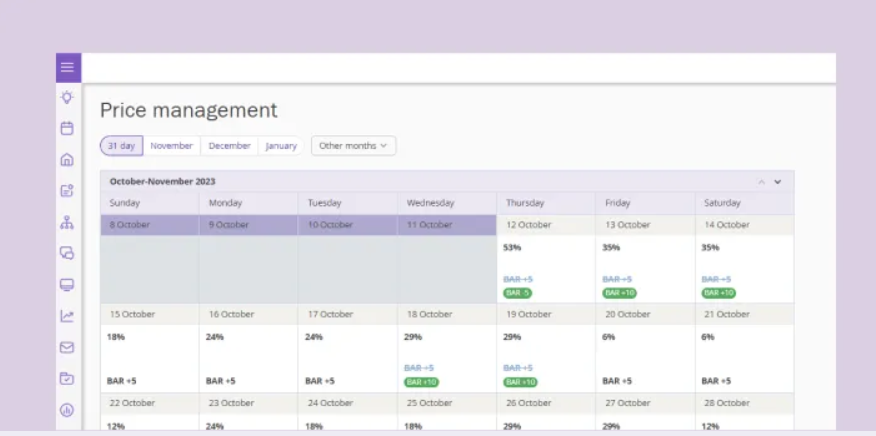 Price management
31 day November December January Other months
October-November 2023
Sunday Monday Tuesday Wednesday Thursday Friday Saturday
8 October 9 October 10 October 11 October 12 October 13 October 14 October
53% 35% 35%
BAR +5 BAR +5 BAR +5
BAR -5 BAR +10 BAR +10
15 October 16 October 17 October 18 October 19 October 20 October 21 October
18% 24% 24% 29% 29% 6% 6%
BAR +5 BAR +5
BAR +5 BAR +5 BAR +5 BAR +10 BAR +10 BAR +5 BAR +5
22 October 23 October 24 October 25 October 26 October 27 October 28 October
12% 24% 18% 18% 29% 29% 12%